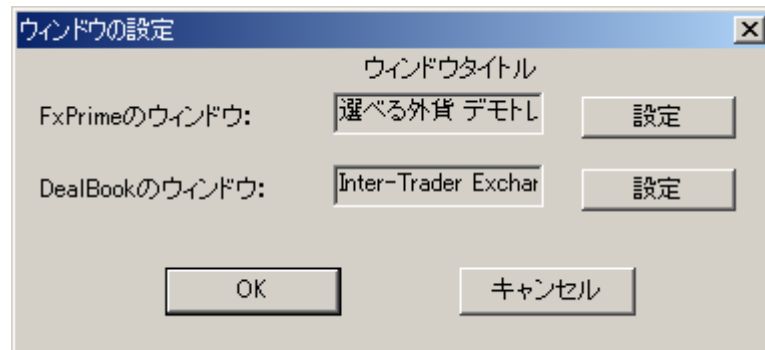 ウィンドウの設定
ウィンドウタイトル
FxPrimeのウィンドウ: 選べる外貨 デモトレ 設定
DealBookのウィンドウ: Inter-Trader Exchar 設定
OK キャンセル